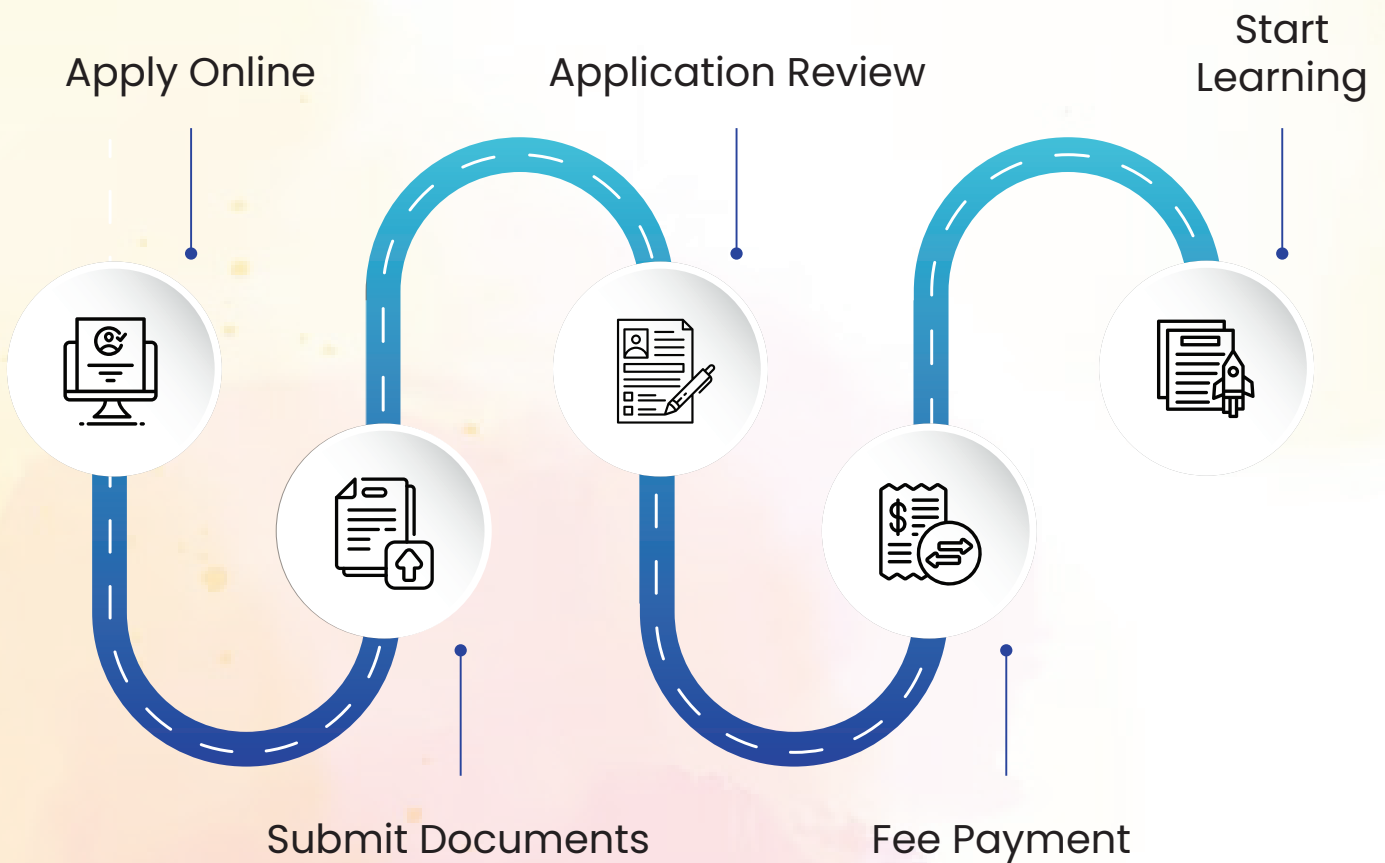 Apply Online
Submit Documents
Application Review
Fee Payment
Start
Learning
$